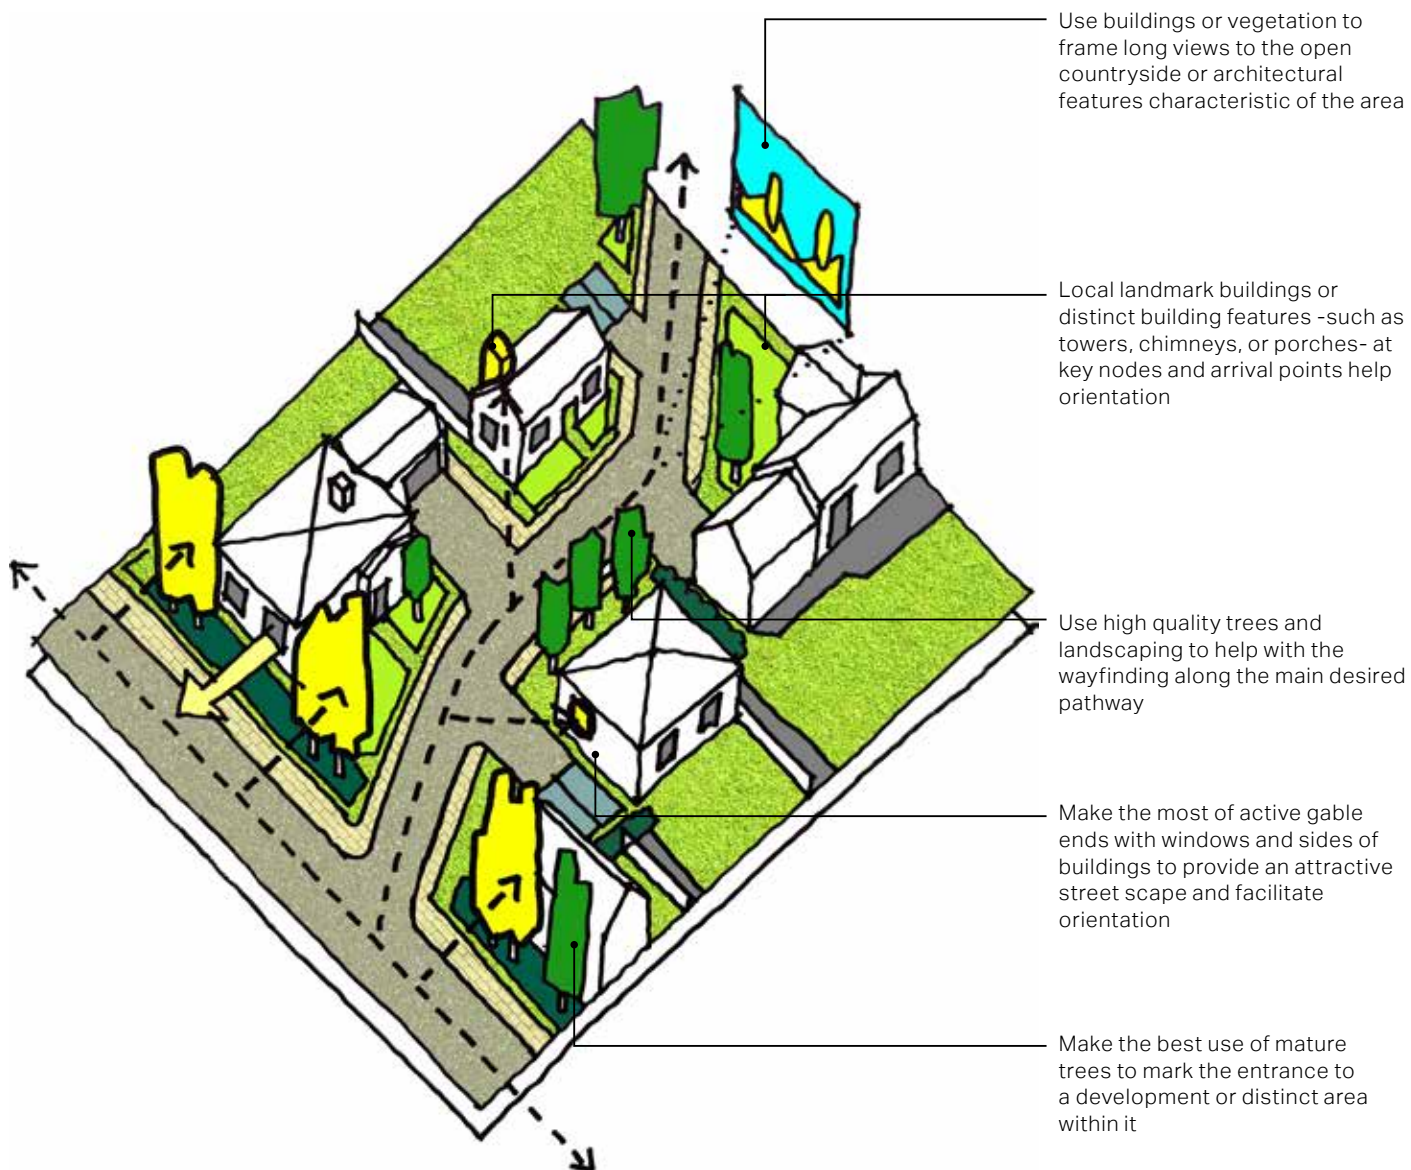 Use buildings or vegetation to
frame long views to the open
countryside or architectural
features characteristic of the area
Local landmark buildings or
distinct building features -such as
towers, chimneys, or porches- at
key nodes and arrival points help
orientation
Use high quality trees and
landscaping to help with the
wayfinding along the main desired
pathway
Make the most of active gable
ends with windows and sides of
buildings to provide an attractive
street scape and facilitate
orientation
Make the best use of mature
trees to mark the entrance to
a development or distinct area
within it